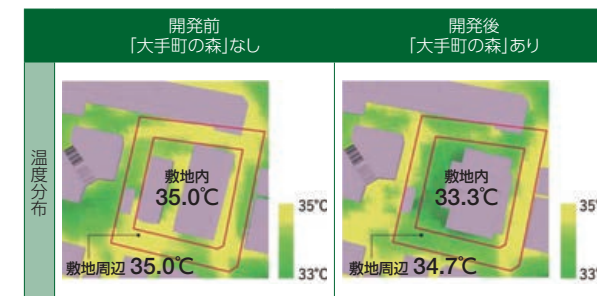 開発前
「大手町の森」なし
開発後
「大手町の森」あり
温度分布
敷地内
35.0℃
敷地周辺 35.0℃
35℃
33℃
敷地内
33.3℃
敷地周辺 34.7℃
35
33